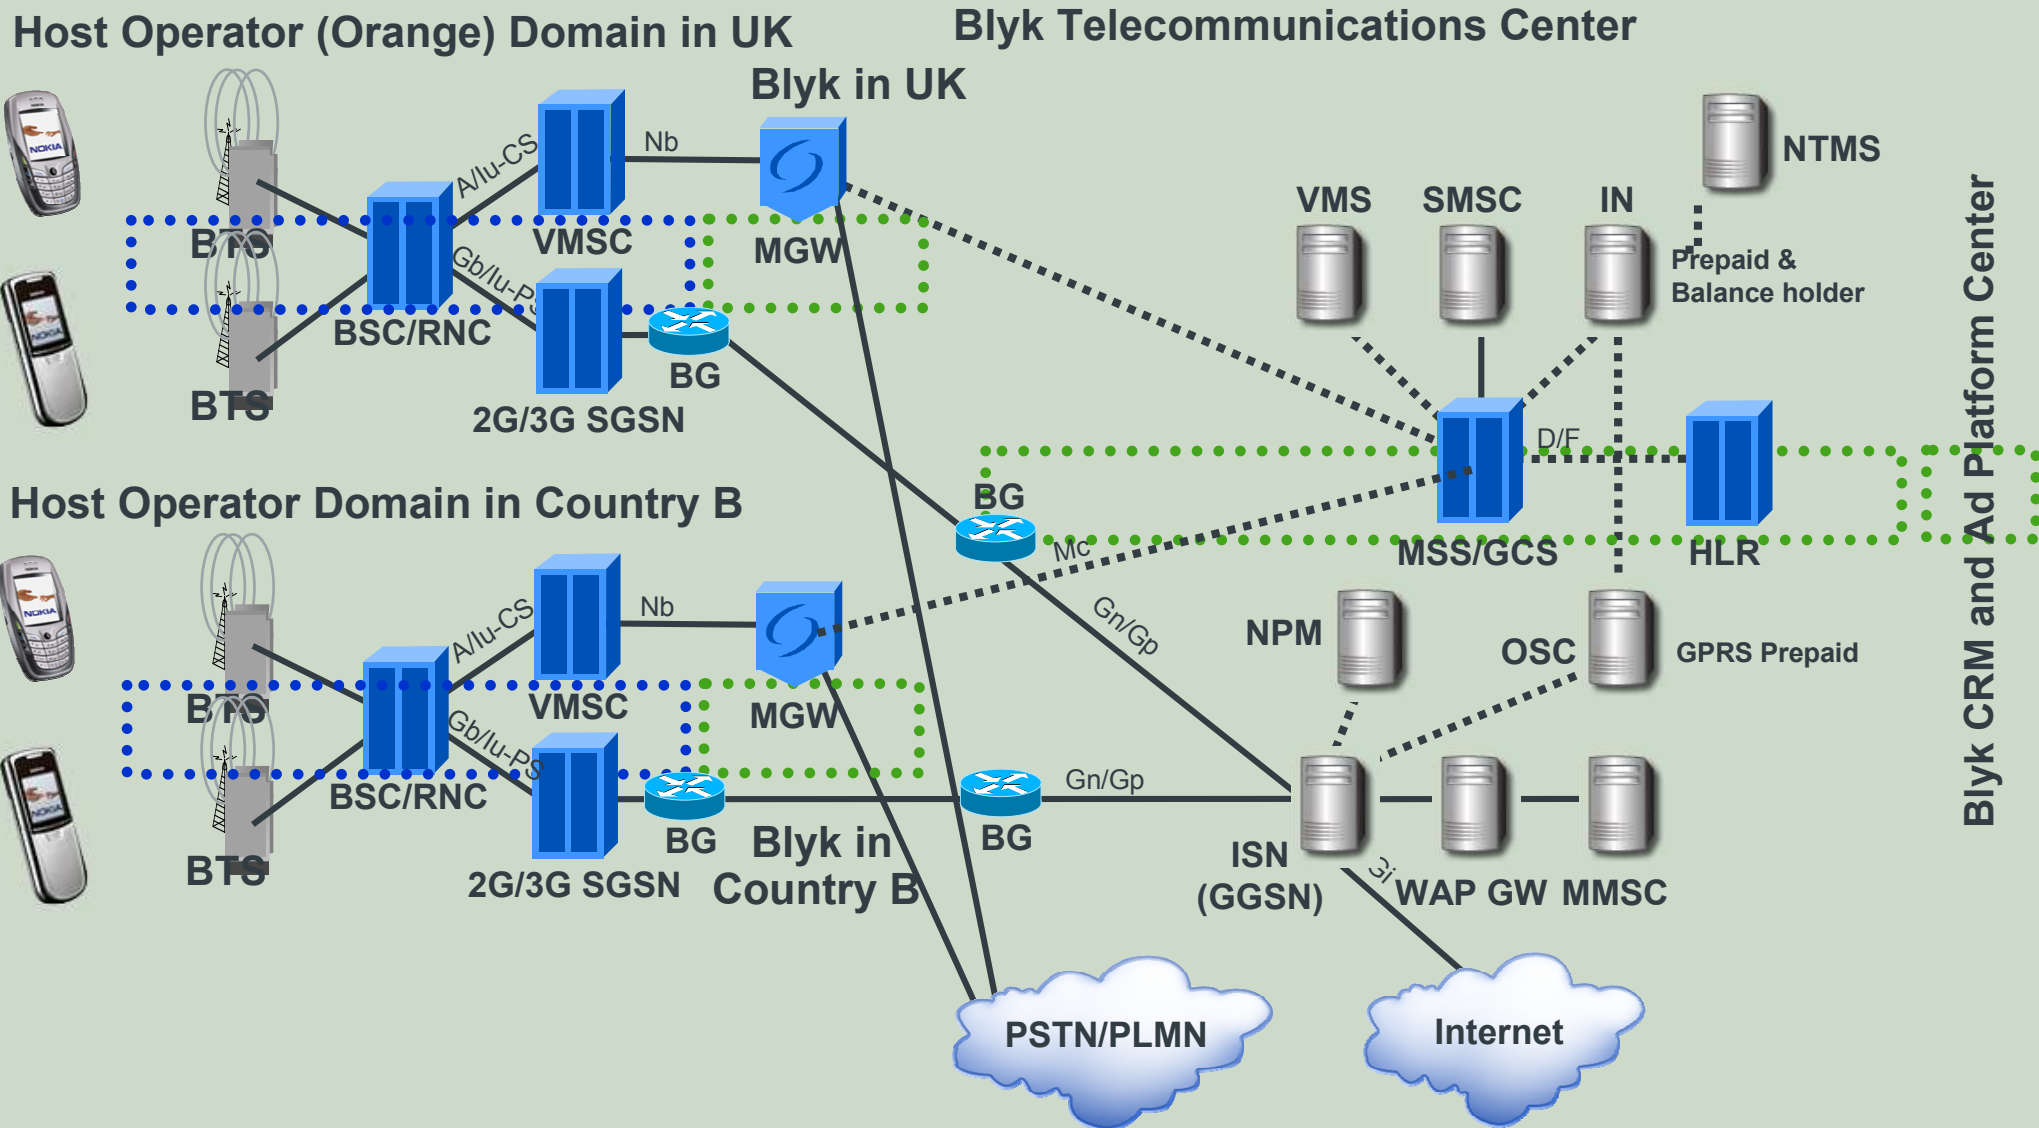 Host Operator (Orange) Domain in UK
Blyk Telecommunications Center
Blyk in UK
NOKIA
BTS
BTS
BSC/RNC
A/Iu-CS
Gb/Iu-PS
VMSC
2G/3G SGSN
Nb
MGW
BG
NTMS
VMS
SMSC
IN
Prepaid &
Balance holder
D/F
MSS/GCS
HLR
BG
Mc
Gn/Gp
Blyk CRM and Ad Platform Center
Host Operator Domain in Country B
NOKIA
BTS
BTS
BSC/RNC
A/Iu-CS
Gb/Iu-PS
VMSC
2G/3G SGSN
Nb
MGW
BG
Blyk in
Country B
BG
Gn/Gp
NPM
OSC
GPRS Prepaid
ISN
(GGSN)
Gi
WAP GW
MMSC
PSTN/PLMN
Internet